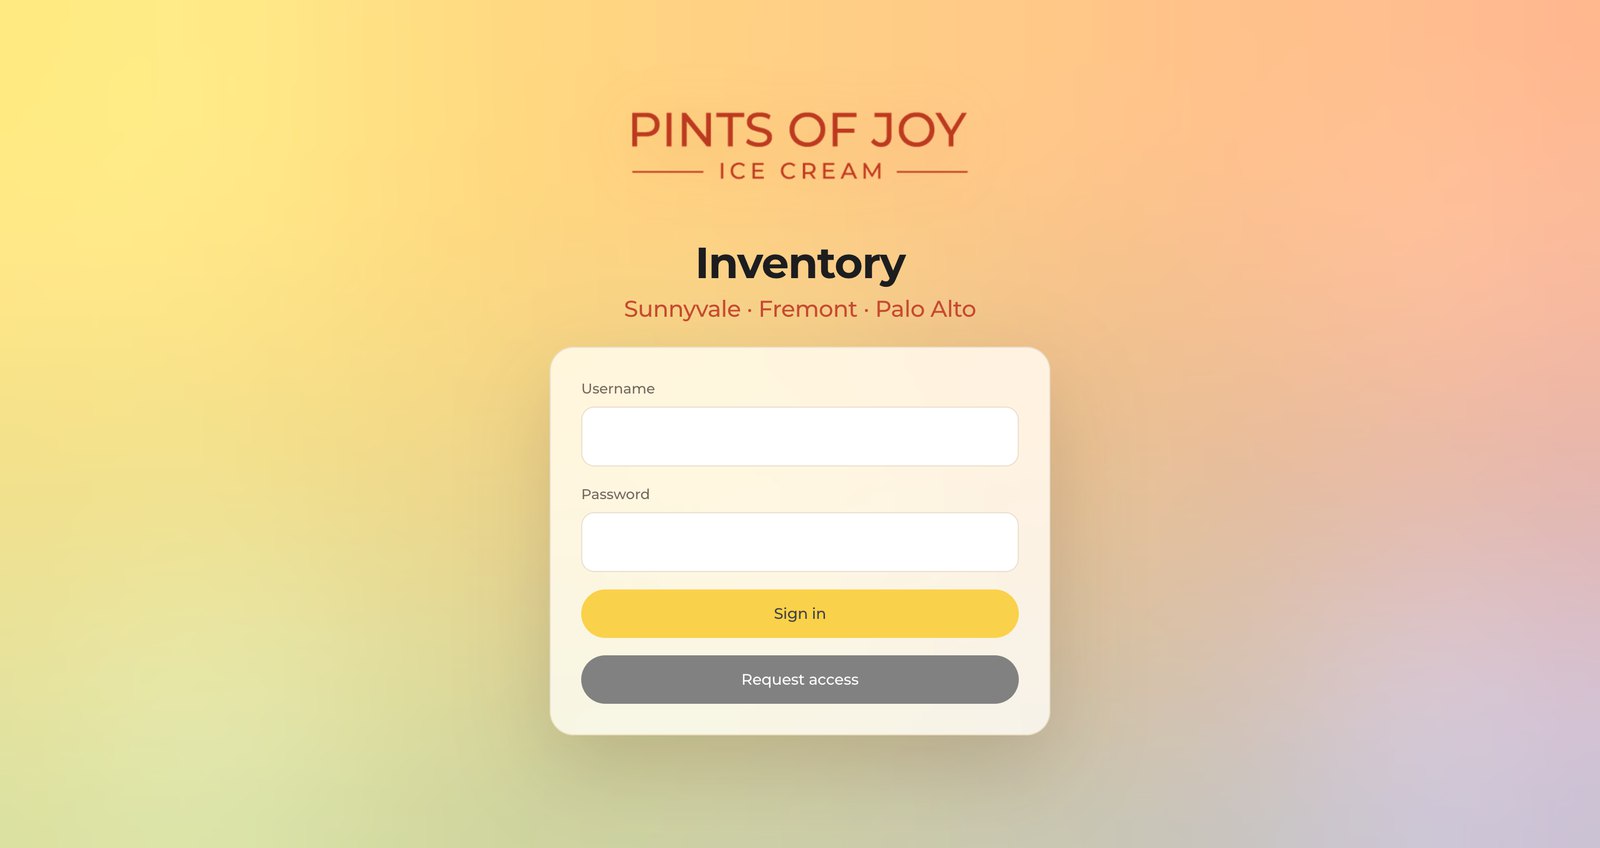 PINTS OF JOY
ICE CREAM
Inventory
Sunnyvale · Fremont · Palo Alto
Username
Password
Sign in
Request access